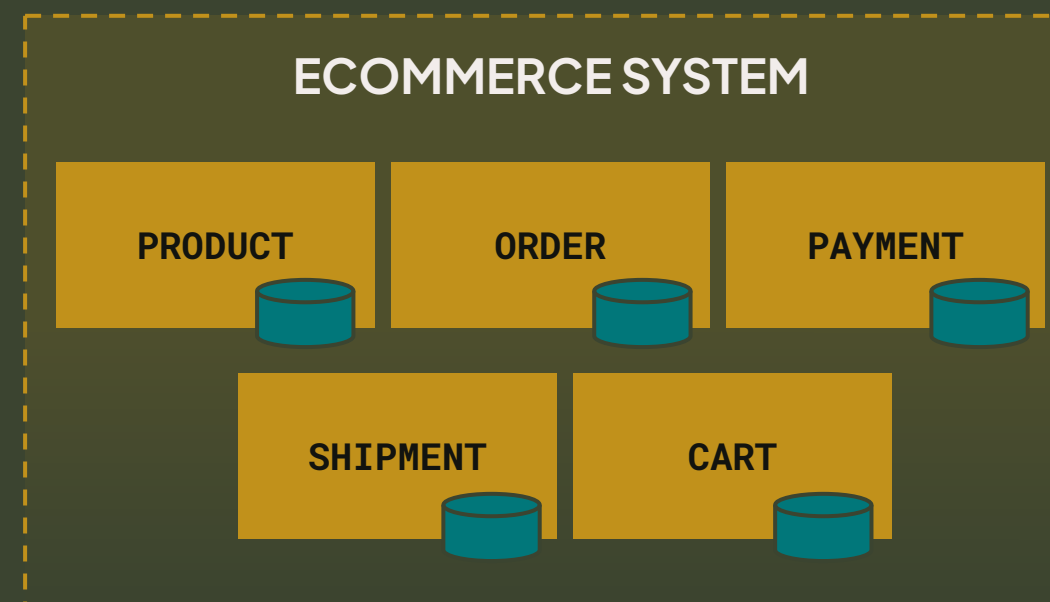 ECOMMERCE SYSTEM
PRODUCT
ORDER
PAYMENT
SHIPMENT
CART